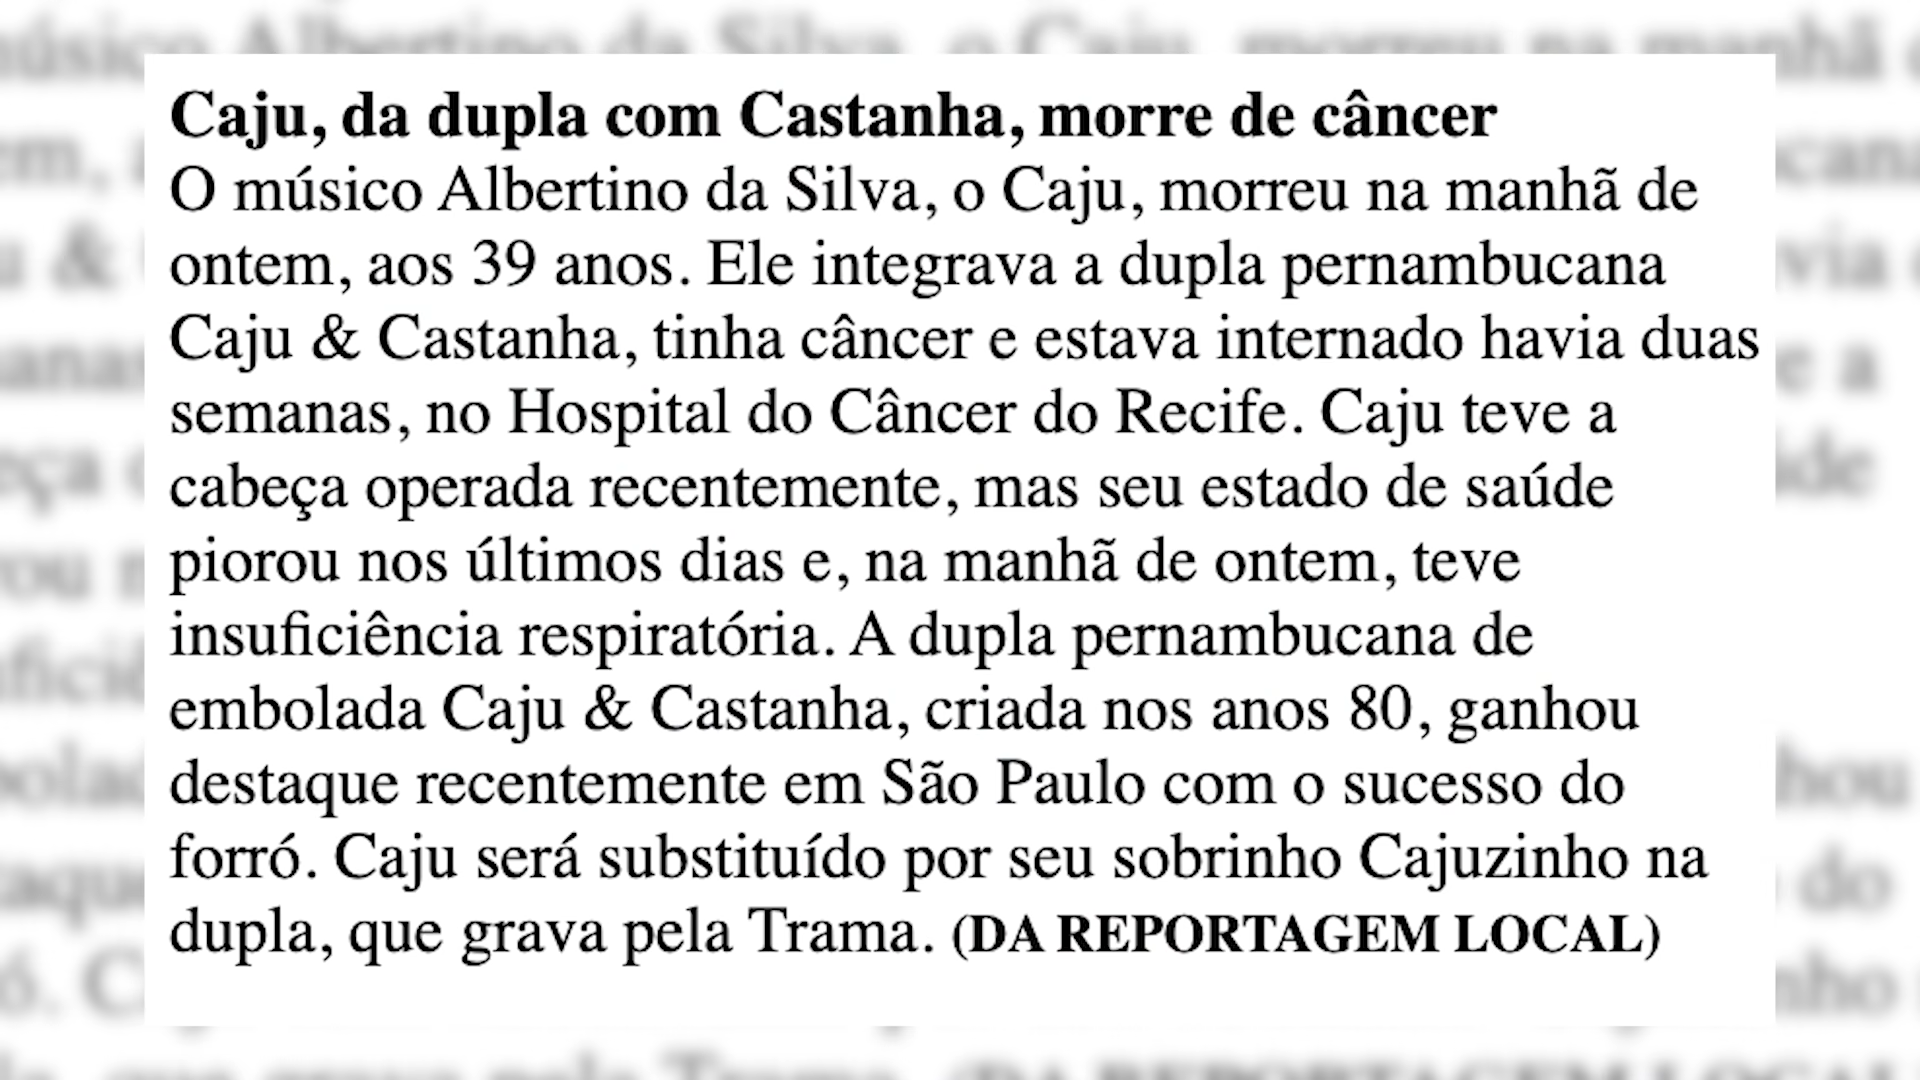 Caju, da dupla com Castanha, morre de câncer
O músico Albertino da Silva, o Caju, morreu na manhã de
ontem, aos 39 anos. Ele integrava a dupla pernambucana
Caju & Castanha, tinha câncer e estava internado havia duas
semanas, no Hospital do Câncer do Recife. Caju teve a
cabeça operada recentemente, mas seu estado de saúde
piorou nos últimos dias e, na manhã de ontem, teve
insuficiência respiratória. A dupla pernambucana de
embolada Caju & Castanha, criada nos anos 80, ganhou
destaque recentemente em São Paulo com o sucesso do
forró. Caju será substituído por seu sobrinho Cajuzinho na
dupla, que grava pela Trama. (DA REPORTAGEM LOCAL)